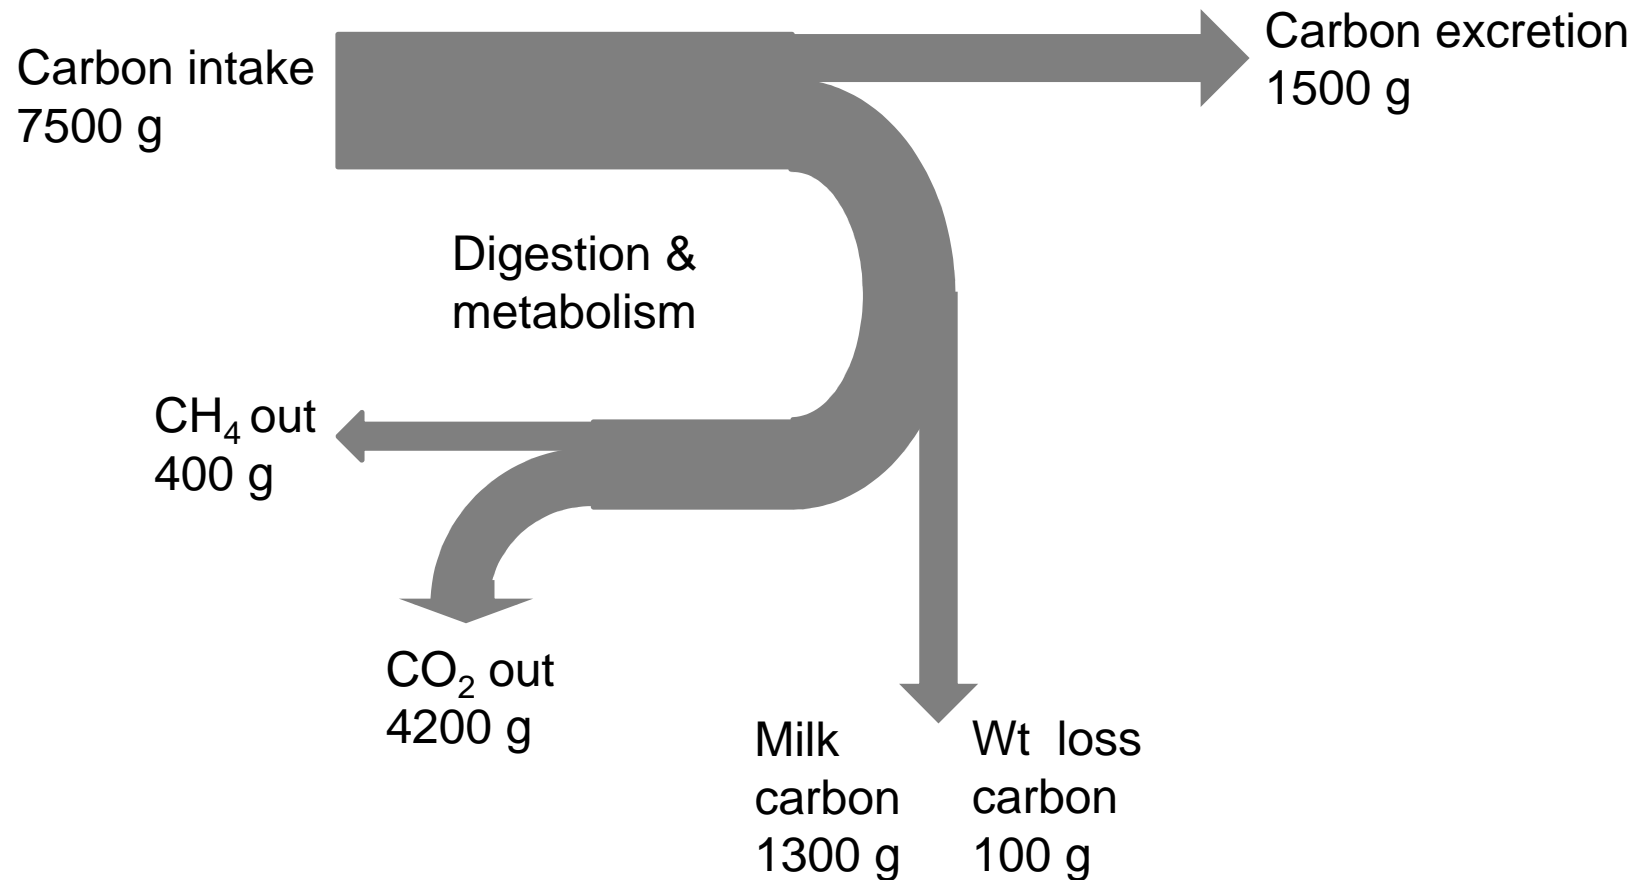 Carbon intake
7500 g
Carbon excretion
1500 g
Digestion &
metabolism
CH₄ out
400 g
CO₂ out
4200 g
Milk
carbon
1300 g
Wt loss
carbon
100 g